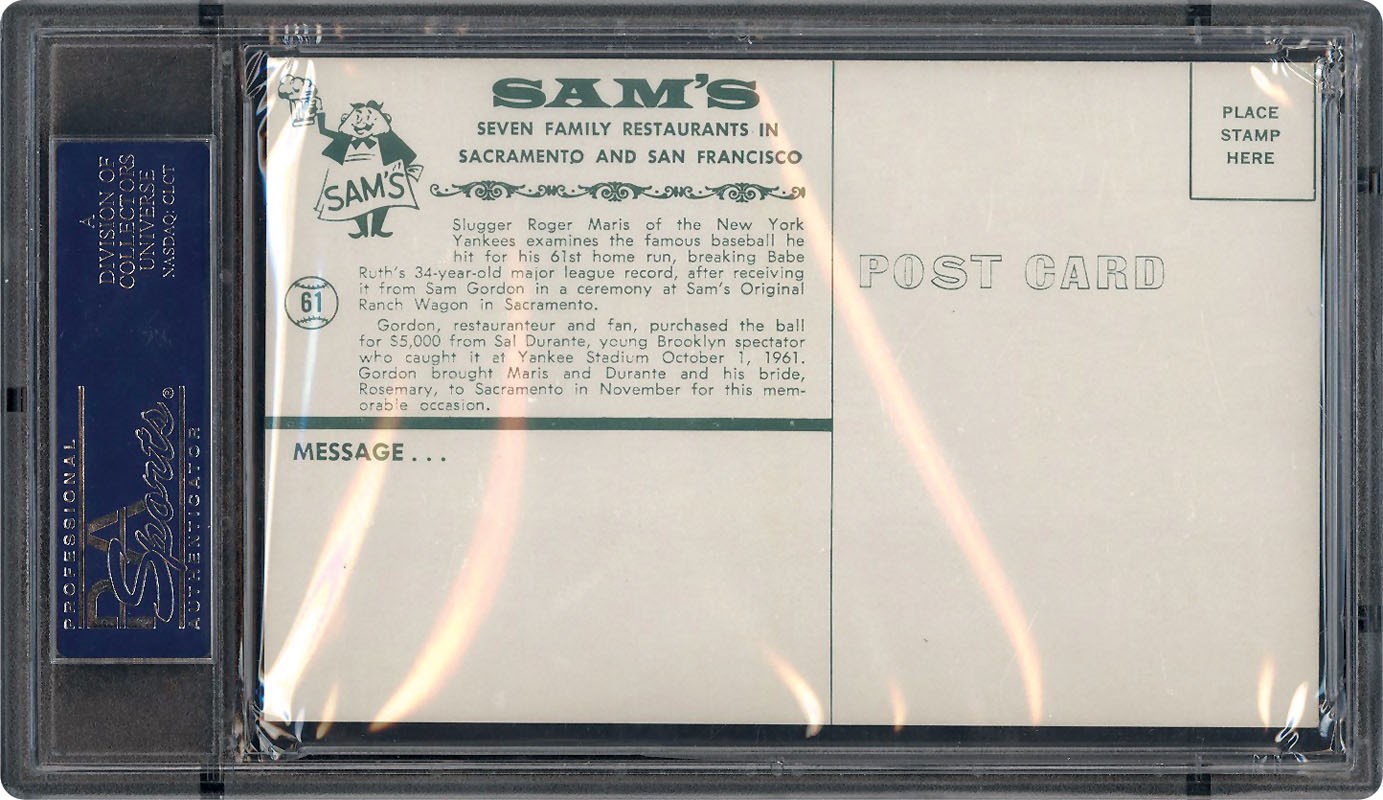 SAM'S
SEVEN FAMILY RESTAURANTS IN
SACRAMENTO AND SAN FRANCISCO
SAM'S
Slugger Roger Maris of the New York
Yankees examines the famous baseball he
hit for his 61st home run, breaking Babe
Ruth's 34-year-old major league record, after receiving
it from Sam Gordon in a ceremony at Sam's Original
Ranch Wagon in Sacramento.
61
Gordon, restauranteur and fan, purchased the ball
for $5,000 from Sal Durante, young Brooklyn spectator
who caught it at Yankee Stadium October 1, 1961.
Gordon brought Maris and Durante and his bride,
Rosemary, to Sacramento in November for this mem-
orable occasion.
MESSAGE...
PLACE
STAMP
HERE
POST CARD
A
DIVISION OF
COLLECTORS
UNIVERSE
NASDAQ: CLCT
PROFESSIONAL
PSA
Sports®
AUTHENTICATOR